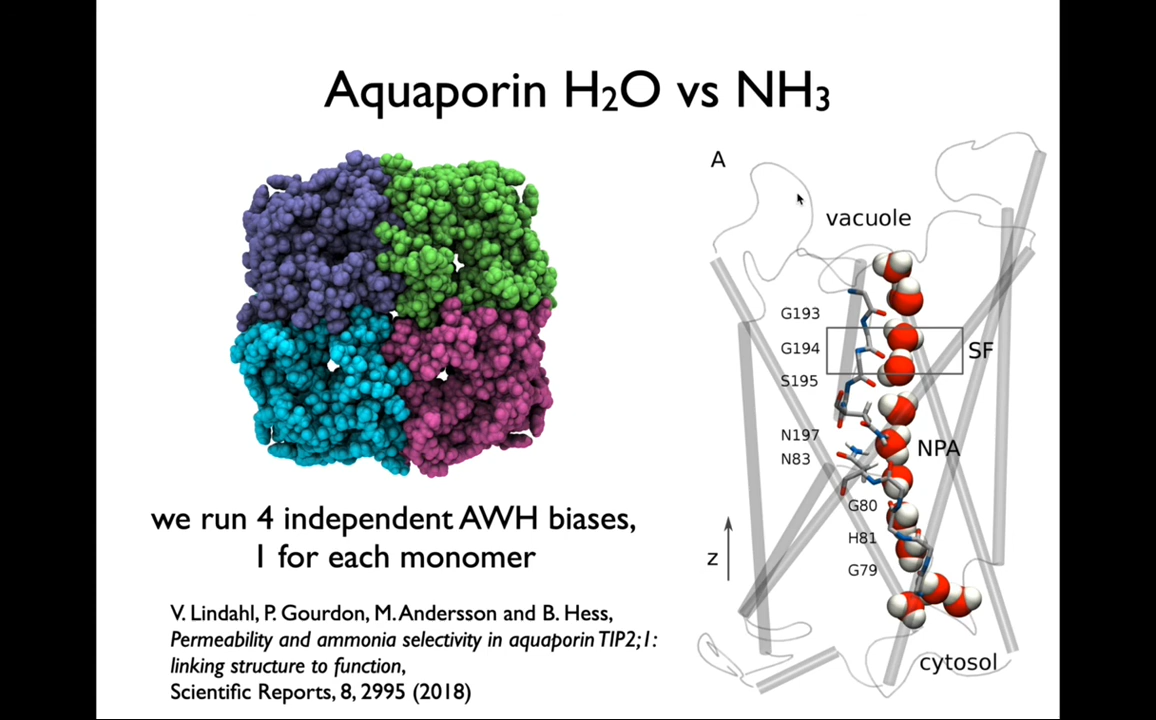 Aquaporin H2O vs NH3
A
vacuole
G193
G194
SF
S195
N197
NPA
N83
G80
H81
z
G79
cytosol
we run 4 independent AWH biases,
1 for each monomer
V. Lindahl, P. Gourdon, M. Andersson and B. Hess,
Permeability and ammonia selectivity in aquaporin TIP2;1:
linking structure to function,
Scientific Reports, 8, 2995 (2018)